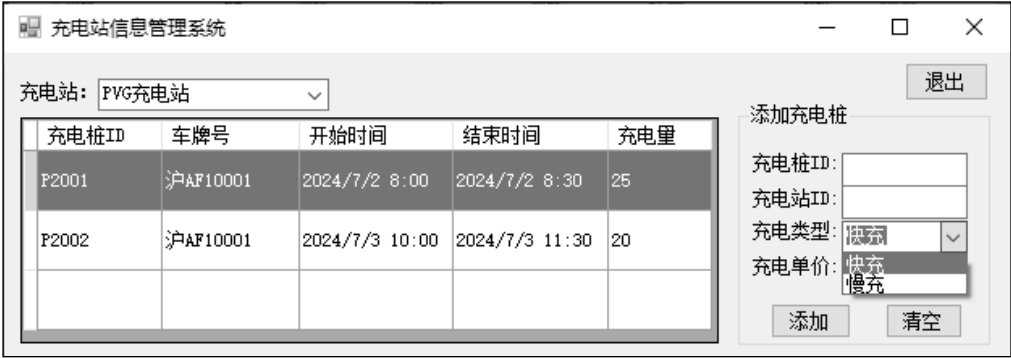 充电站信息管理系统
退出
充电站: PVG充电站
充电桩ID 车牌号 开始时间 结束时间 充电量
P2001 沪AF10001 2024/7/2 8:00 2024/7/2 8:30 25
P2002 沪AF10001 2024/7/3 10:00 2024/7/3 11:30 20
添加充电桩
充电桩ID:
充电站ID:
充电类型: 快充
充电单价: 快充
慢充
添加 清空